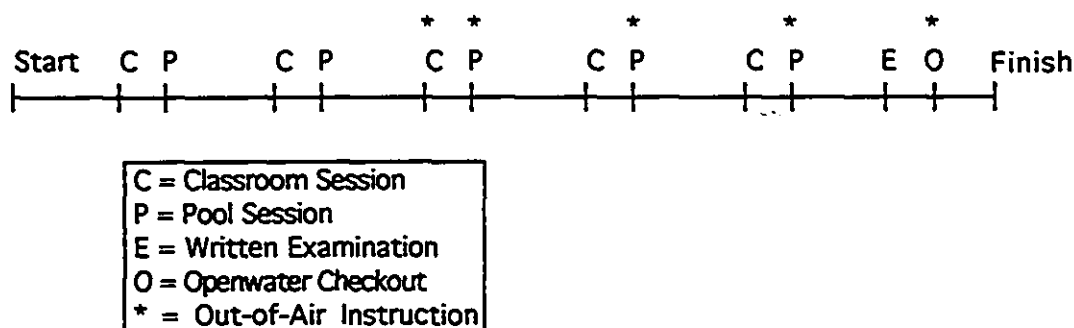 * * * * *
Start C P C P C P C P C P E O Finish
C = Classroom Session
P = Pool Session
E = Written Examination
O = Openwater Checkout
* = Out-of-Air Instruction